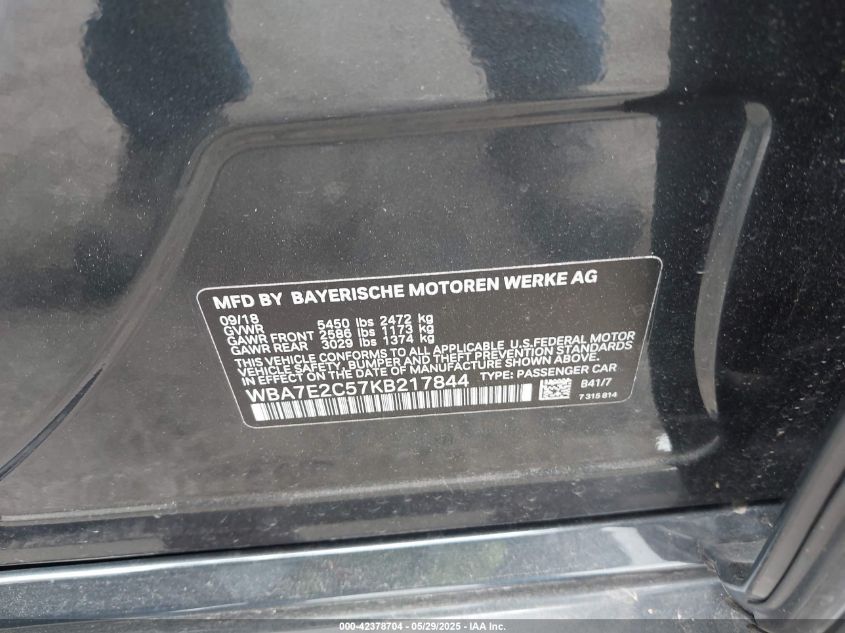 MFD BY BAYERISCHE MOTOREN WERKE AG
09/18
GVWR 5450 lbs 2472 kg
GAWR FRONT 2586 lbs 1173 kg
GAWR REAR 3029 lbs 1374 kg
THIS VEHICLE CONFORMS TO ALL APPLICABLE U.S.FEDERAL MOTOR
VEHICLE SAFETY, BUMPER AND THEFT PREVENTION STANDARDS
IN EFFECT ON THE DATE OF MANUFACTURE SHOWN ABOVE.
WBA7E2C57KB217844 TYPE: PASSENGER CAR
B41/7
7 315 814
000-42378704 - 05/29/2025 - IAA Inc.